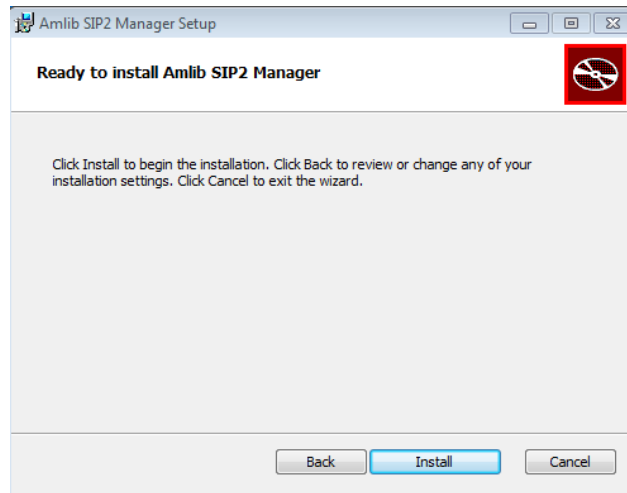 Amlib SIP2 Manager Setup
Ready to install Amlib SIP2 Manager
Click Install to begin the installation. Click Back to review or change any of your
installation settings. Click Cancel to exit the wizard.
Back Install Cancel